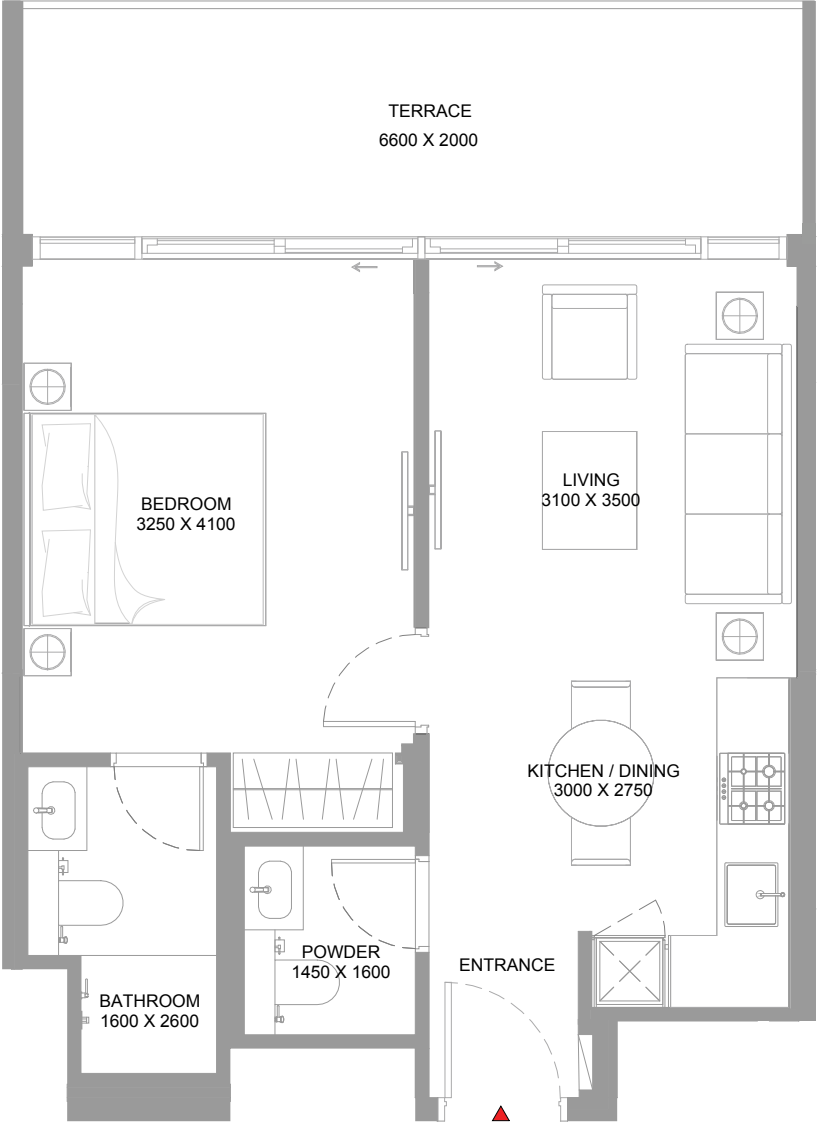 TERRACE
6600 X 2000
BEDROOM
3250 X 4100
LIVING
3100 X 3500
KITCHEN / DINING
3000 X 2750
POWDER
1450 X 1600
ENTRANCE
BATHROOM
1600 X 2600